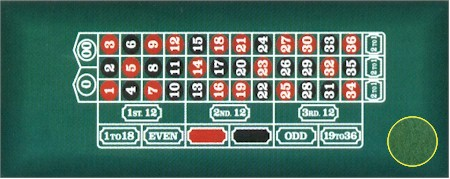 00 3 6 9 12 15 18 21 24 27 30 33 36 2 to 1
2 5 8 11 14 17 20 23 26 29 32 35 2 to 1
0 1 4 7 10 13 16 19 22 25 28 31 34 2 to 1
1ST. 12 2ND. 12 3RD. 12
1 TO 18 EVEN ODD 19 TO 36